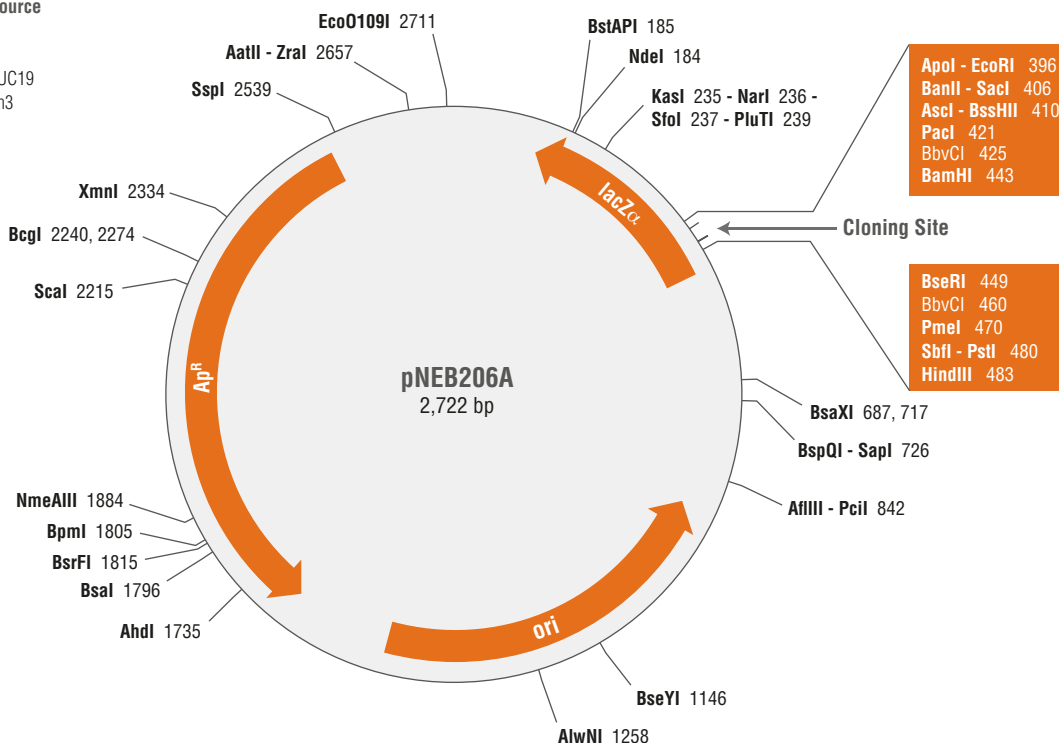 ource
UC19
n3
EcoO109I 2711
AatII - ZraI 2657
SspI 2539
XmnI 2334
BcgI 2240, 2274
ScaI 2215
NmeAIII 1884
BpmI 1805
BsrFI 1815
BsaI 1796
AhdI 1735
BstAPI 185
NdeI 184
KasI 235 - NarI 236 -
SfoI 237 - PluTI 239
ApoI - EcoRI 396
BanII - SacI 406
AscI - BssHII 410
PacI 421
BbvCI 425
BamHI 443
Cloning Site
BseRI 449
BbvCI 460
PmeI 470
SbfI - PstI 480
HindIII 483
BsaXI 687, 717
BspQI - SapI 726
AflIII - PciI 842
BseYI 1146
AlwNI 1258
lacZα
ApR
ori
pNEB206A
2,722 bp